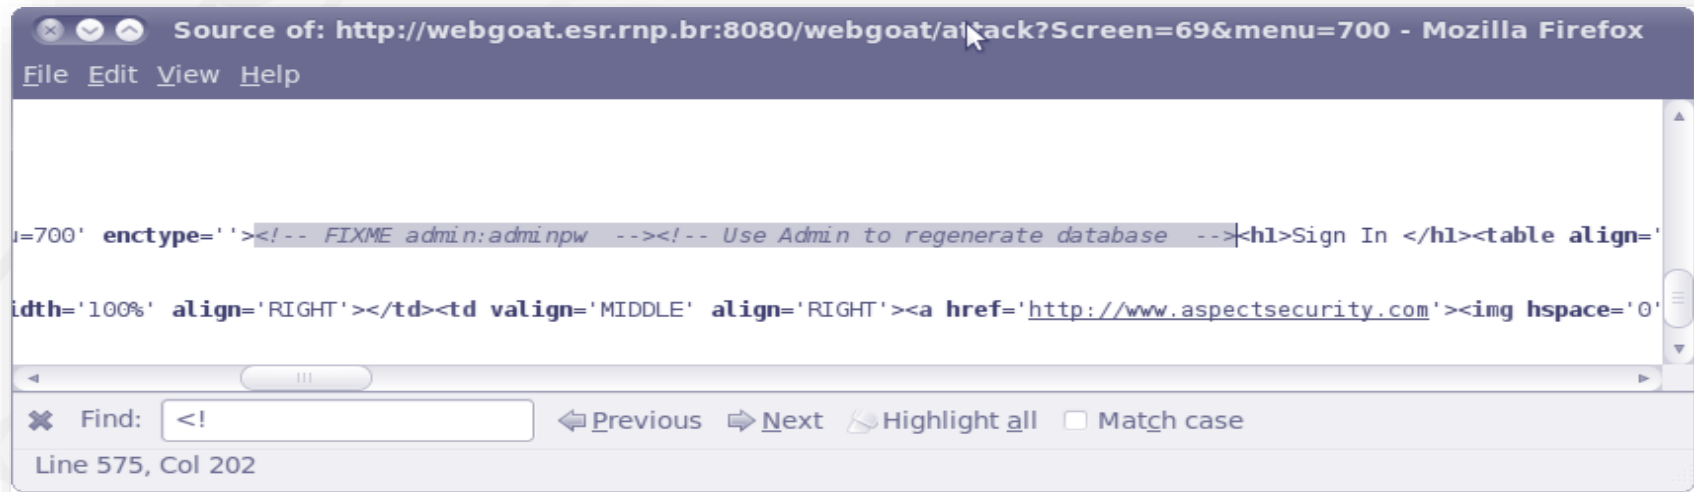 Source of: http://webgoat.esr.rnp.br:8080/webgoat/attack?Screen=69&menu=700 - Mozilla Firefox
File Edit View Help
=700' enctype=''><!-- FIXME admin:adminpw  --><!-- Use Admin to regenerate database  --><h1>Sign In </h1><table align='
idth='100%' align='RIGHT'></td><td valign='MIDDLE' align='RIGHT'><a href='http://www.aspectsecurity.com'><img hspace='0'
Find: <! Previous Next Highlight all Match case
Line 575, Col 202